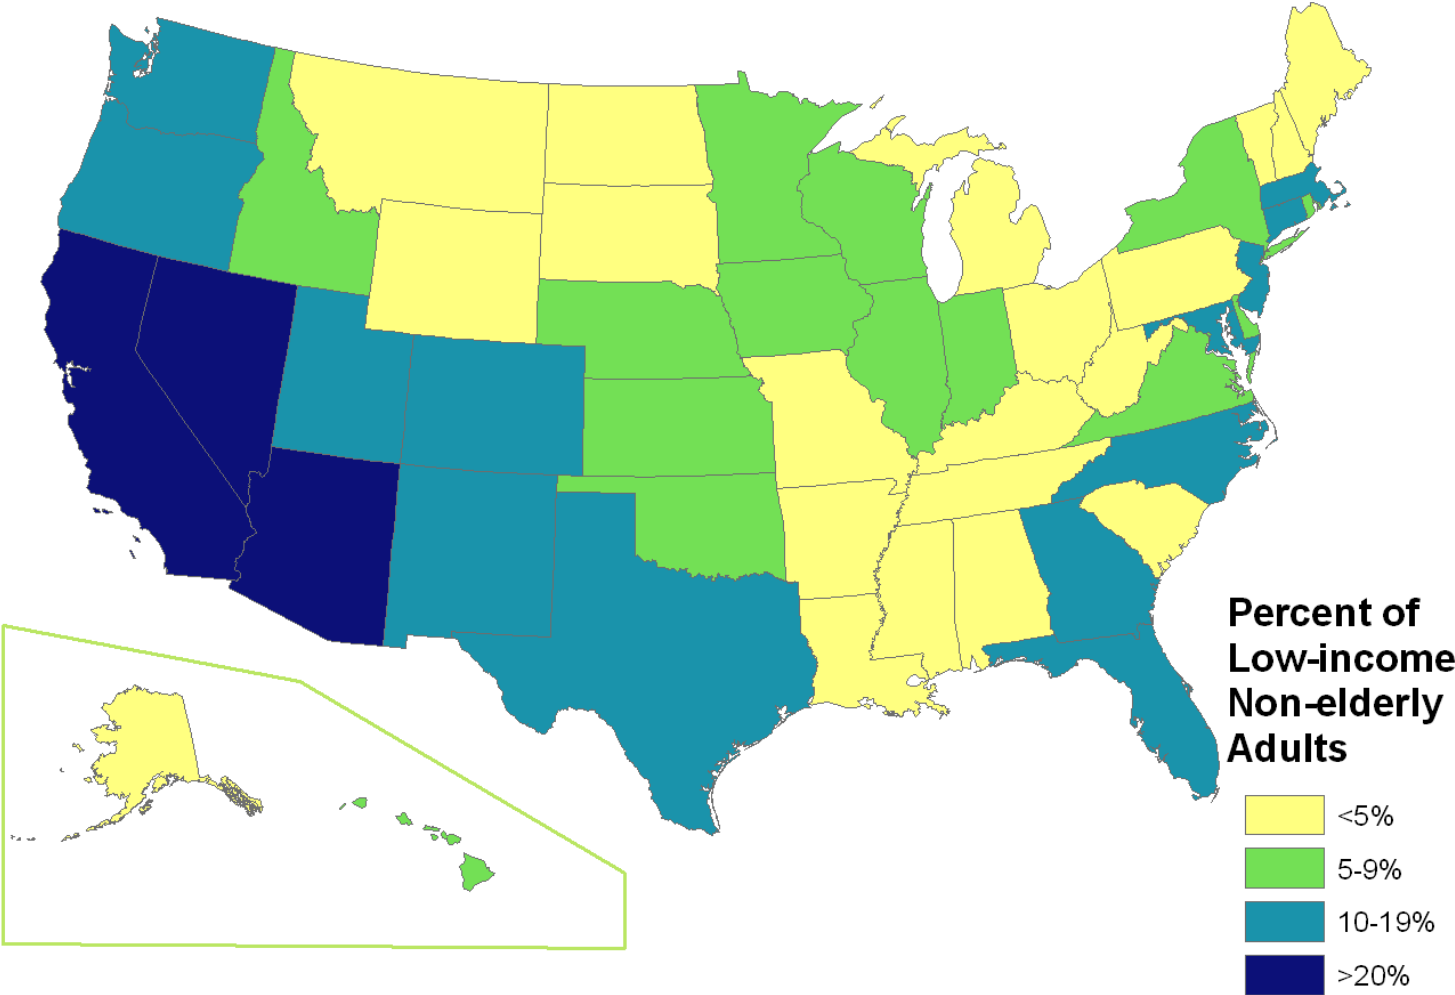 Percent of
Low-income
Non-elderly
Adults
<5%
5-9%
10-19%
>20%